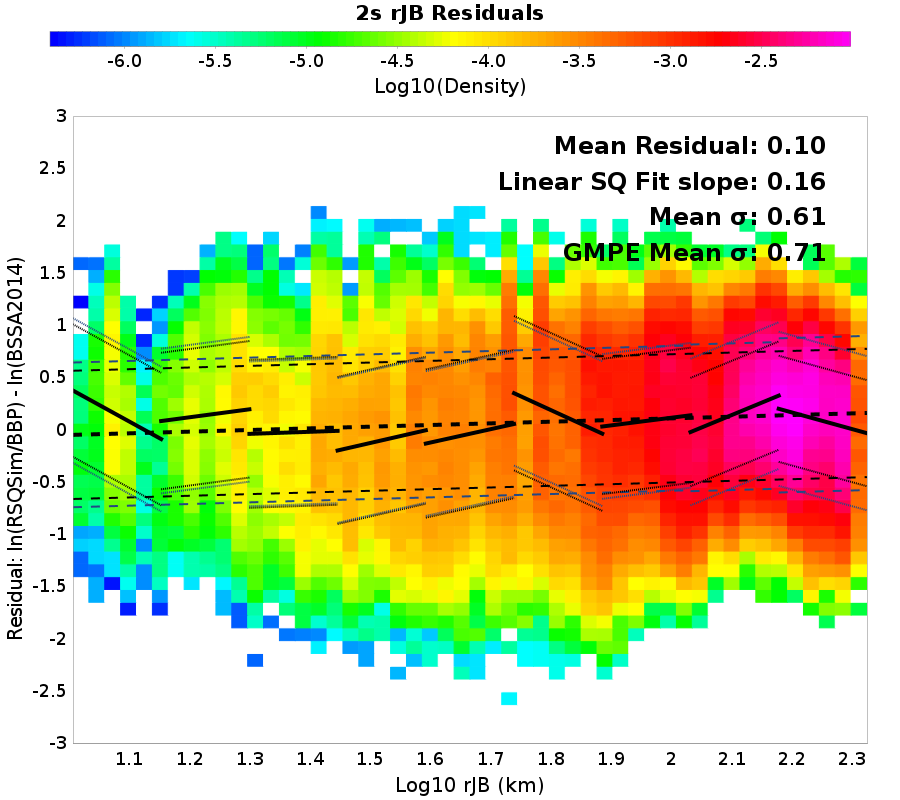 2s rJB Residuals
-6.0 -5.5 -5.0 -4.5 -4.0 -3.5 -3.0 -2.5
Log10(Density)
Mean Residual: 0.10
Linear SQ Fit slope: 0.16
Mean σ: 0.61
GMPE Mean σ: 0.71
Residual: ln(RSQSim/BBP) - ln(BSSA2014)
3
2.5
2
1.5
1
0.5
0
-0.5
-1
-1.5
-2
-2.5
-3
1.1 1.2 1.3 1.4 1.5 1.6 1.7 1.8 1.9 2 2.1 2.2 2.3
Log10 rJB (km)